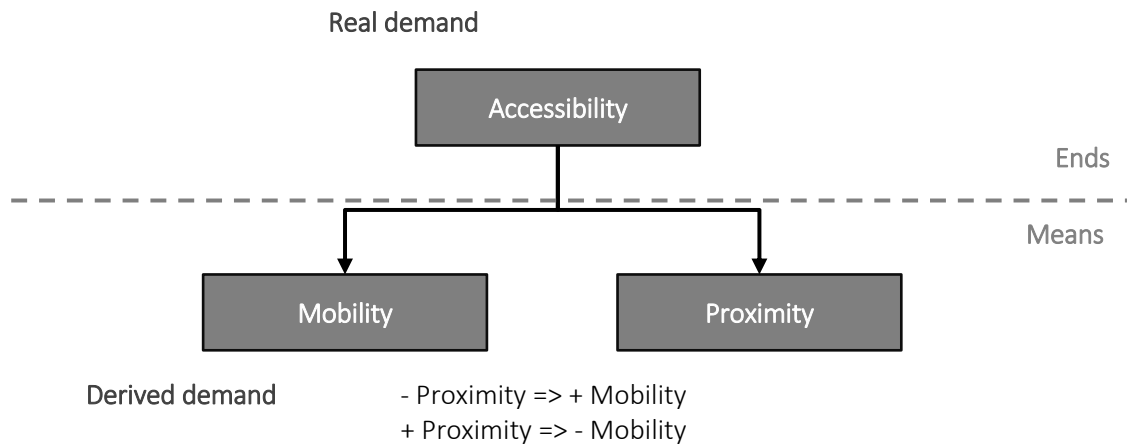 Real demand
Accessibility
Ends
Means
Mobility
Proximity
Derived demand
- Proximity => + Mobility
+ Proximity => - Mobility